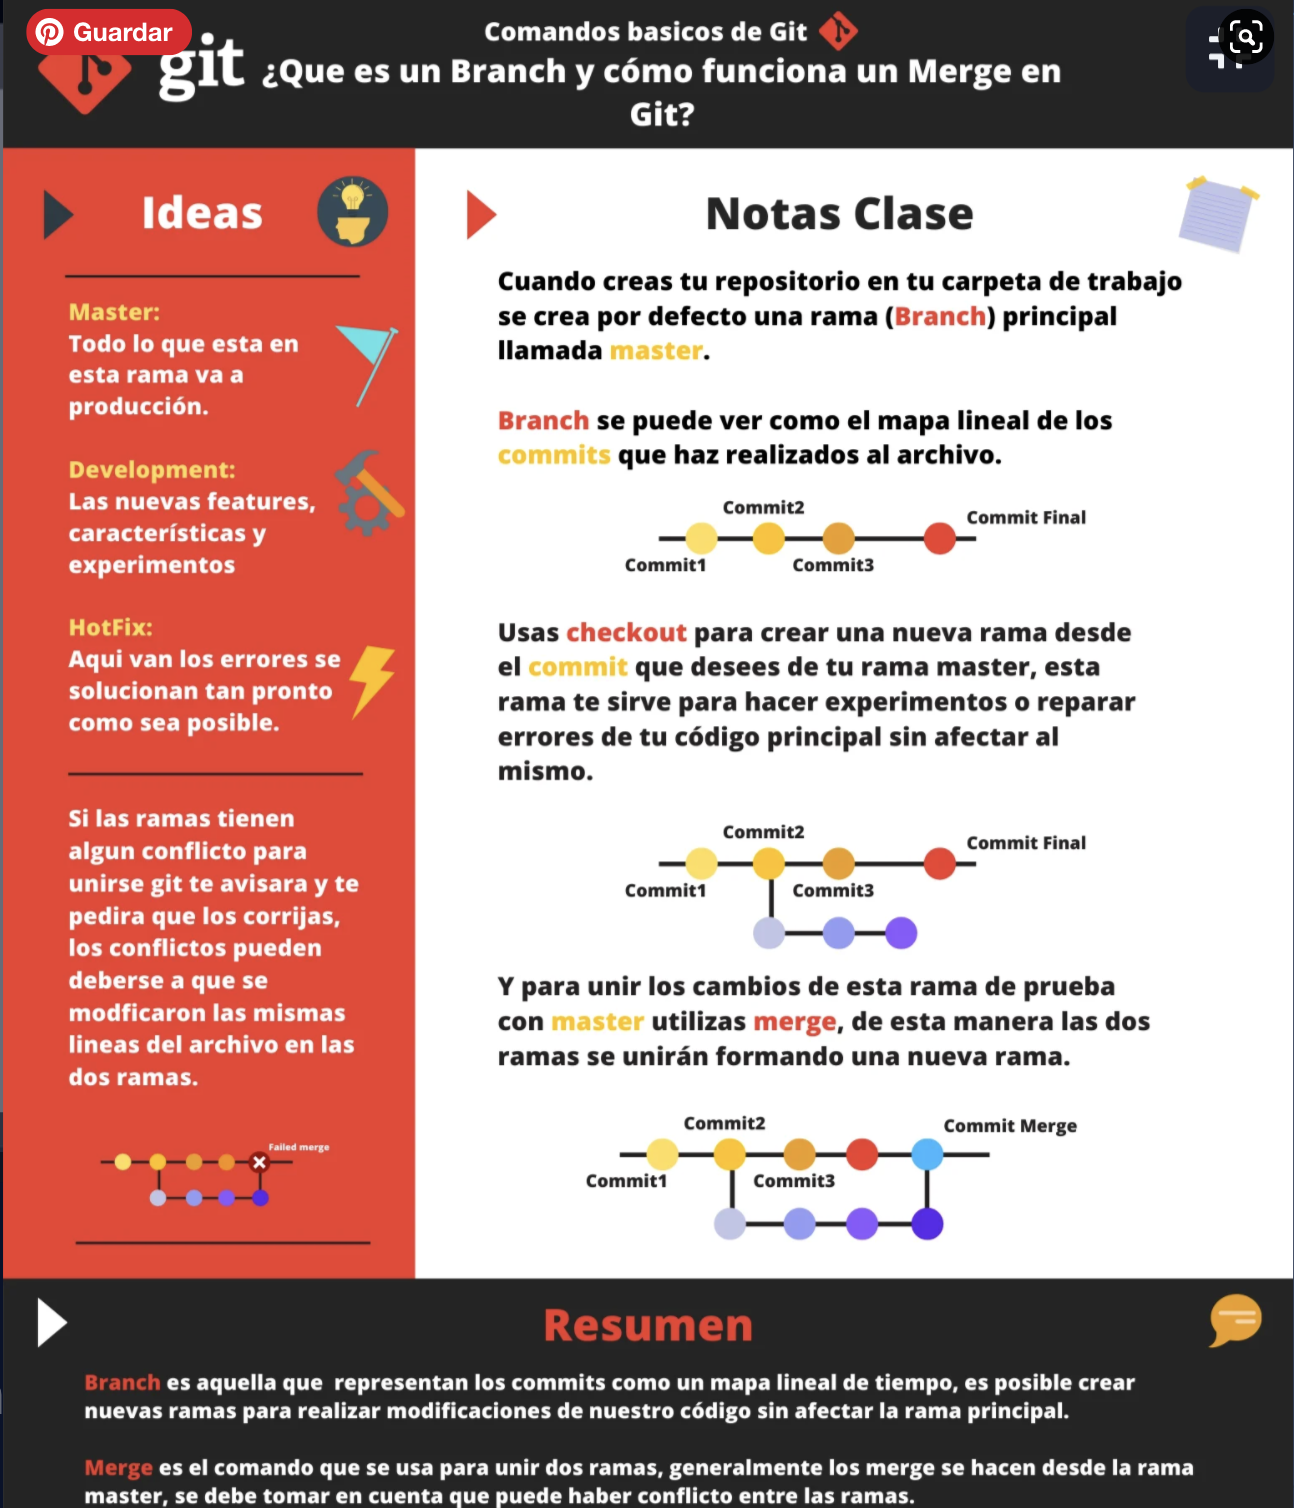 Guardar
git
Comandos basicos de Git
¿Que es un Branch y cómo funciona un Merge en
Git?
Ideas
Master:
Todo lo que esta en
esta rama va a
producción.
Development:
Las nuevas features,
características y
experimentos
HotFix:
Aqui van los errores se
solucionan tan pronto
como sea posible.
Si las ramas tienen
algun conflicto para
unirse git te avisara y te
pedira que los corrijas,
los conflictos pueden
deberse a que se
modficaron las mismas
lineas del archivo en las
dos ramas.
Failed merge
Notas Clase
Cuando creas tu repositorio en tu carpeta de trabajo
se crea por defecto una rama (Branch) principal
llamada master.
Branch se puede ver como el mapa lineal de los
commits que haz realizados al archivo.
Commit2
Commit Final
Commit1
Commit3
Usas checkout para crear una nueva rama desde
el commit que desees de tu rama master, esta
rama te sirve para hacer experimentos o reparar
errores de tu código principal sin afectar al
mismo.
Commit2
Commit Final
Commit1
Commit3
Y para unir los cambios de esta rama de prueba
con master utilizas merge, de esta manera las dos
ramas se unirán formando una nueva rama.
Commit2
Commit Merge
Commit1
Commit3
Resumen
Branch es aquella que representan los commits como un mapa lineal de tiempo, es posible crear
nuevas ramas para realizar modificaciones de nuestro código sin afectar la rama principal.
Merge es el comando que se usa para unir dos ramas, generalmente los merge se hacen desde la rama
master, se debe tomar en cuenta que puede haber conflicto entre las ramas.